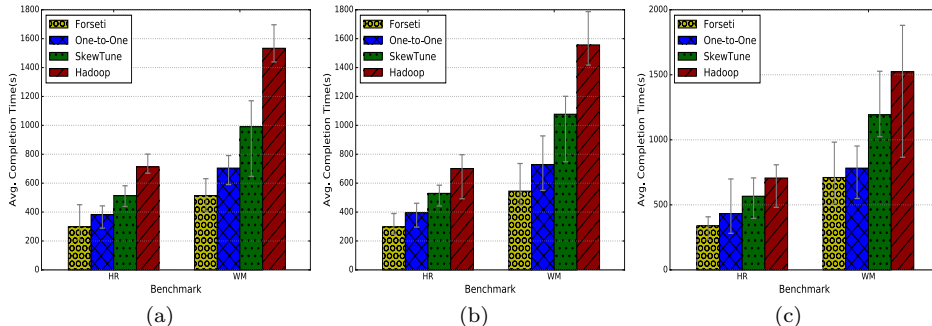 1800
1600
1400
1200
1000
800
600
400
200
0
Avg. Completion Time(s)
Forseti
One-to-One
SkewTune
Hadoop
HR
WM
Benchmark
(a)
1800
1600
1400
1200
1000
800
600
400
200
0
Avg. Completion Time(s)
Forseti
One-to-One
SkewTune
Hadoop
HR
WM
Benchmark
(b)
2000
1500
1000
500
0
Avg. Completion Time(s)
Forseti
One-to-One
SkewTune
Hadoop
HR
WM
Benchmark
(c)